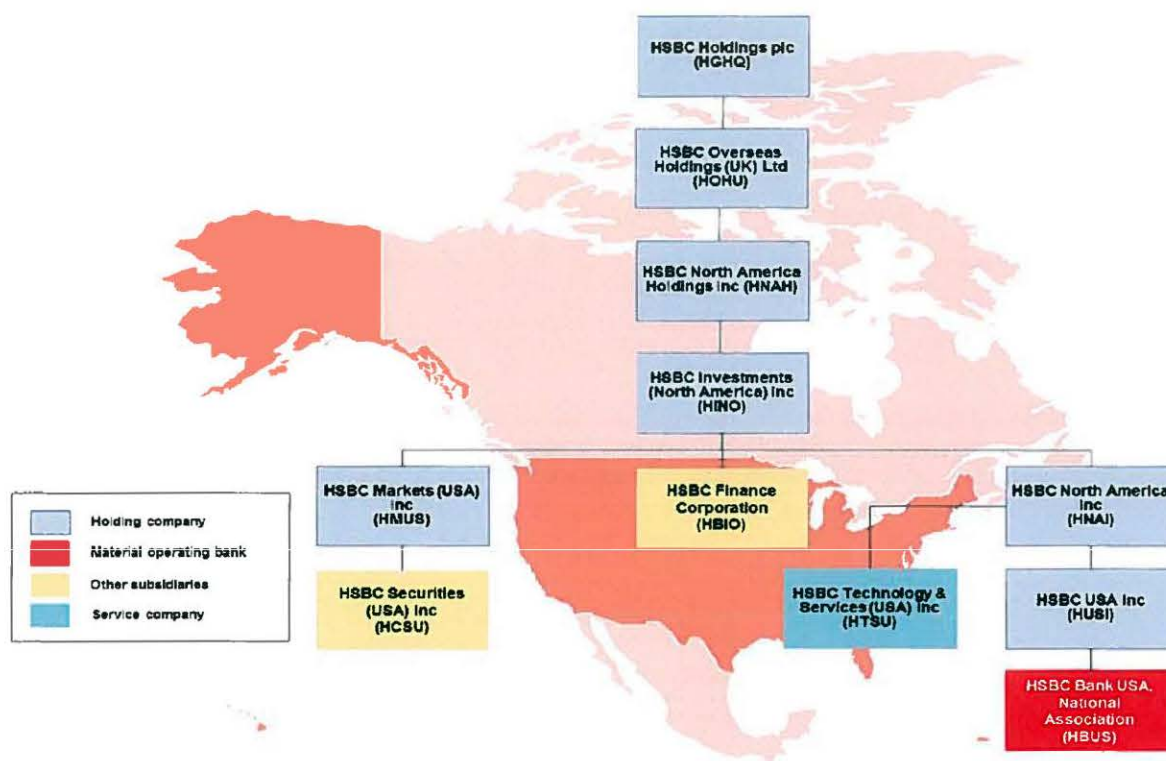 HSBC Holdings plc
(HGHQ)
HSBC Overseas
Holdings (UK) Ltd
(HOHU)
HSBC North America
Holdings Inc (HNAH)
HSBC Investments
(North America) Inc
(HINO)
HSBC Markets (USA)
Inc
(HMUS)
HSBC Finance
Corporation
(HBIO)
HSBC North America
Inc
(HNAI)
HSBC Securities
(USA) Inc
(HCSU)
HSBC Technology &
Services (USA) Inc
(HTSU)
HSBC USA Inc
(HUSI)
HSBC Bank USA,
National
Association
(HBUS)
Holding company
Material operating bank
Other subsidiaries
Service company